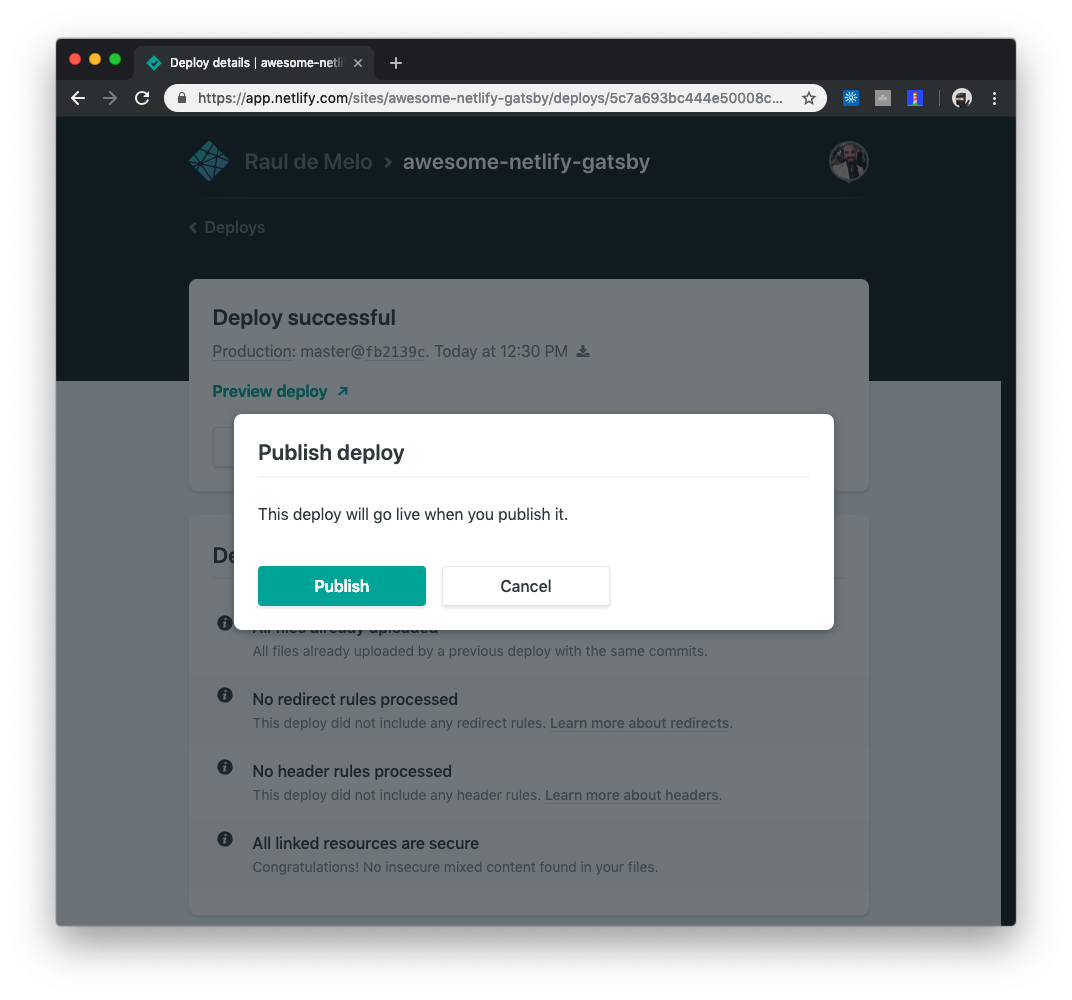 Deploy details | awesome-netli
https://app.netlify.com/sites/awesome-netlify-gatsby/deploys/5c7a693bc444e50008c...
Raul de Melo > awesome-netlify-gatsby
Deploys
Deploy successful
Production: master@fb2139c. Today at 12:30 PM
Preview deploy
Publish deploy
This deploy will go live when you publish it.
De
Publish Cancel
All files already uploaded
All files already uploaded by a previous deploy with the same commits.
No redirect rules processed
This deploy did not include any redirect rules. Learn more about redirects.
No header rules processed
This deploy did not include any header rules. Learn more about headers.
All linked resources are secure
Congratulations! No insecure mixed content found in your files.